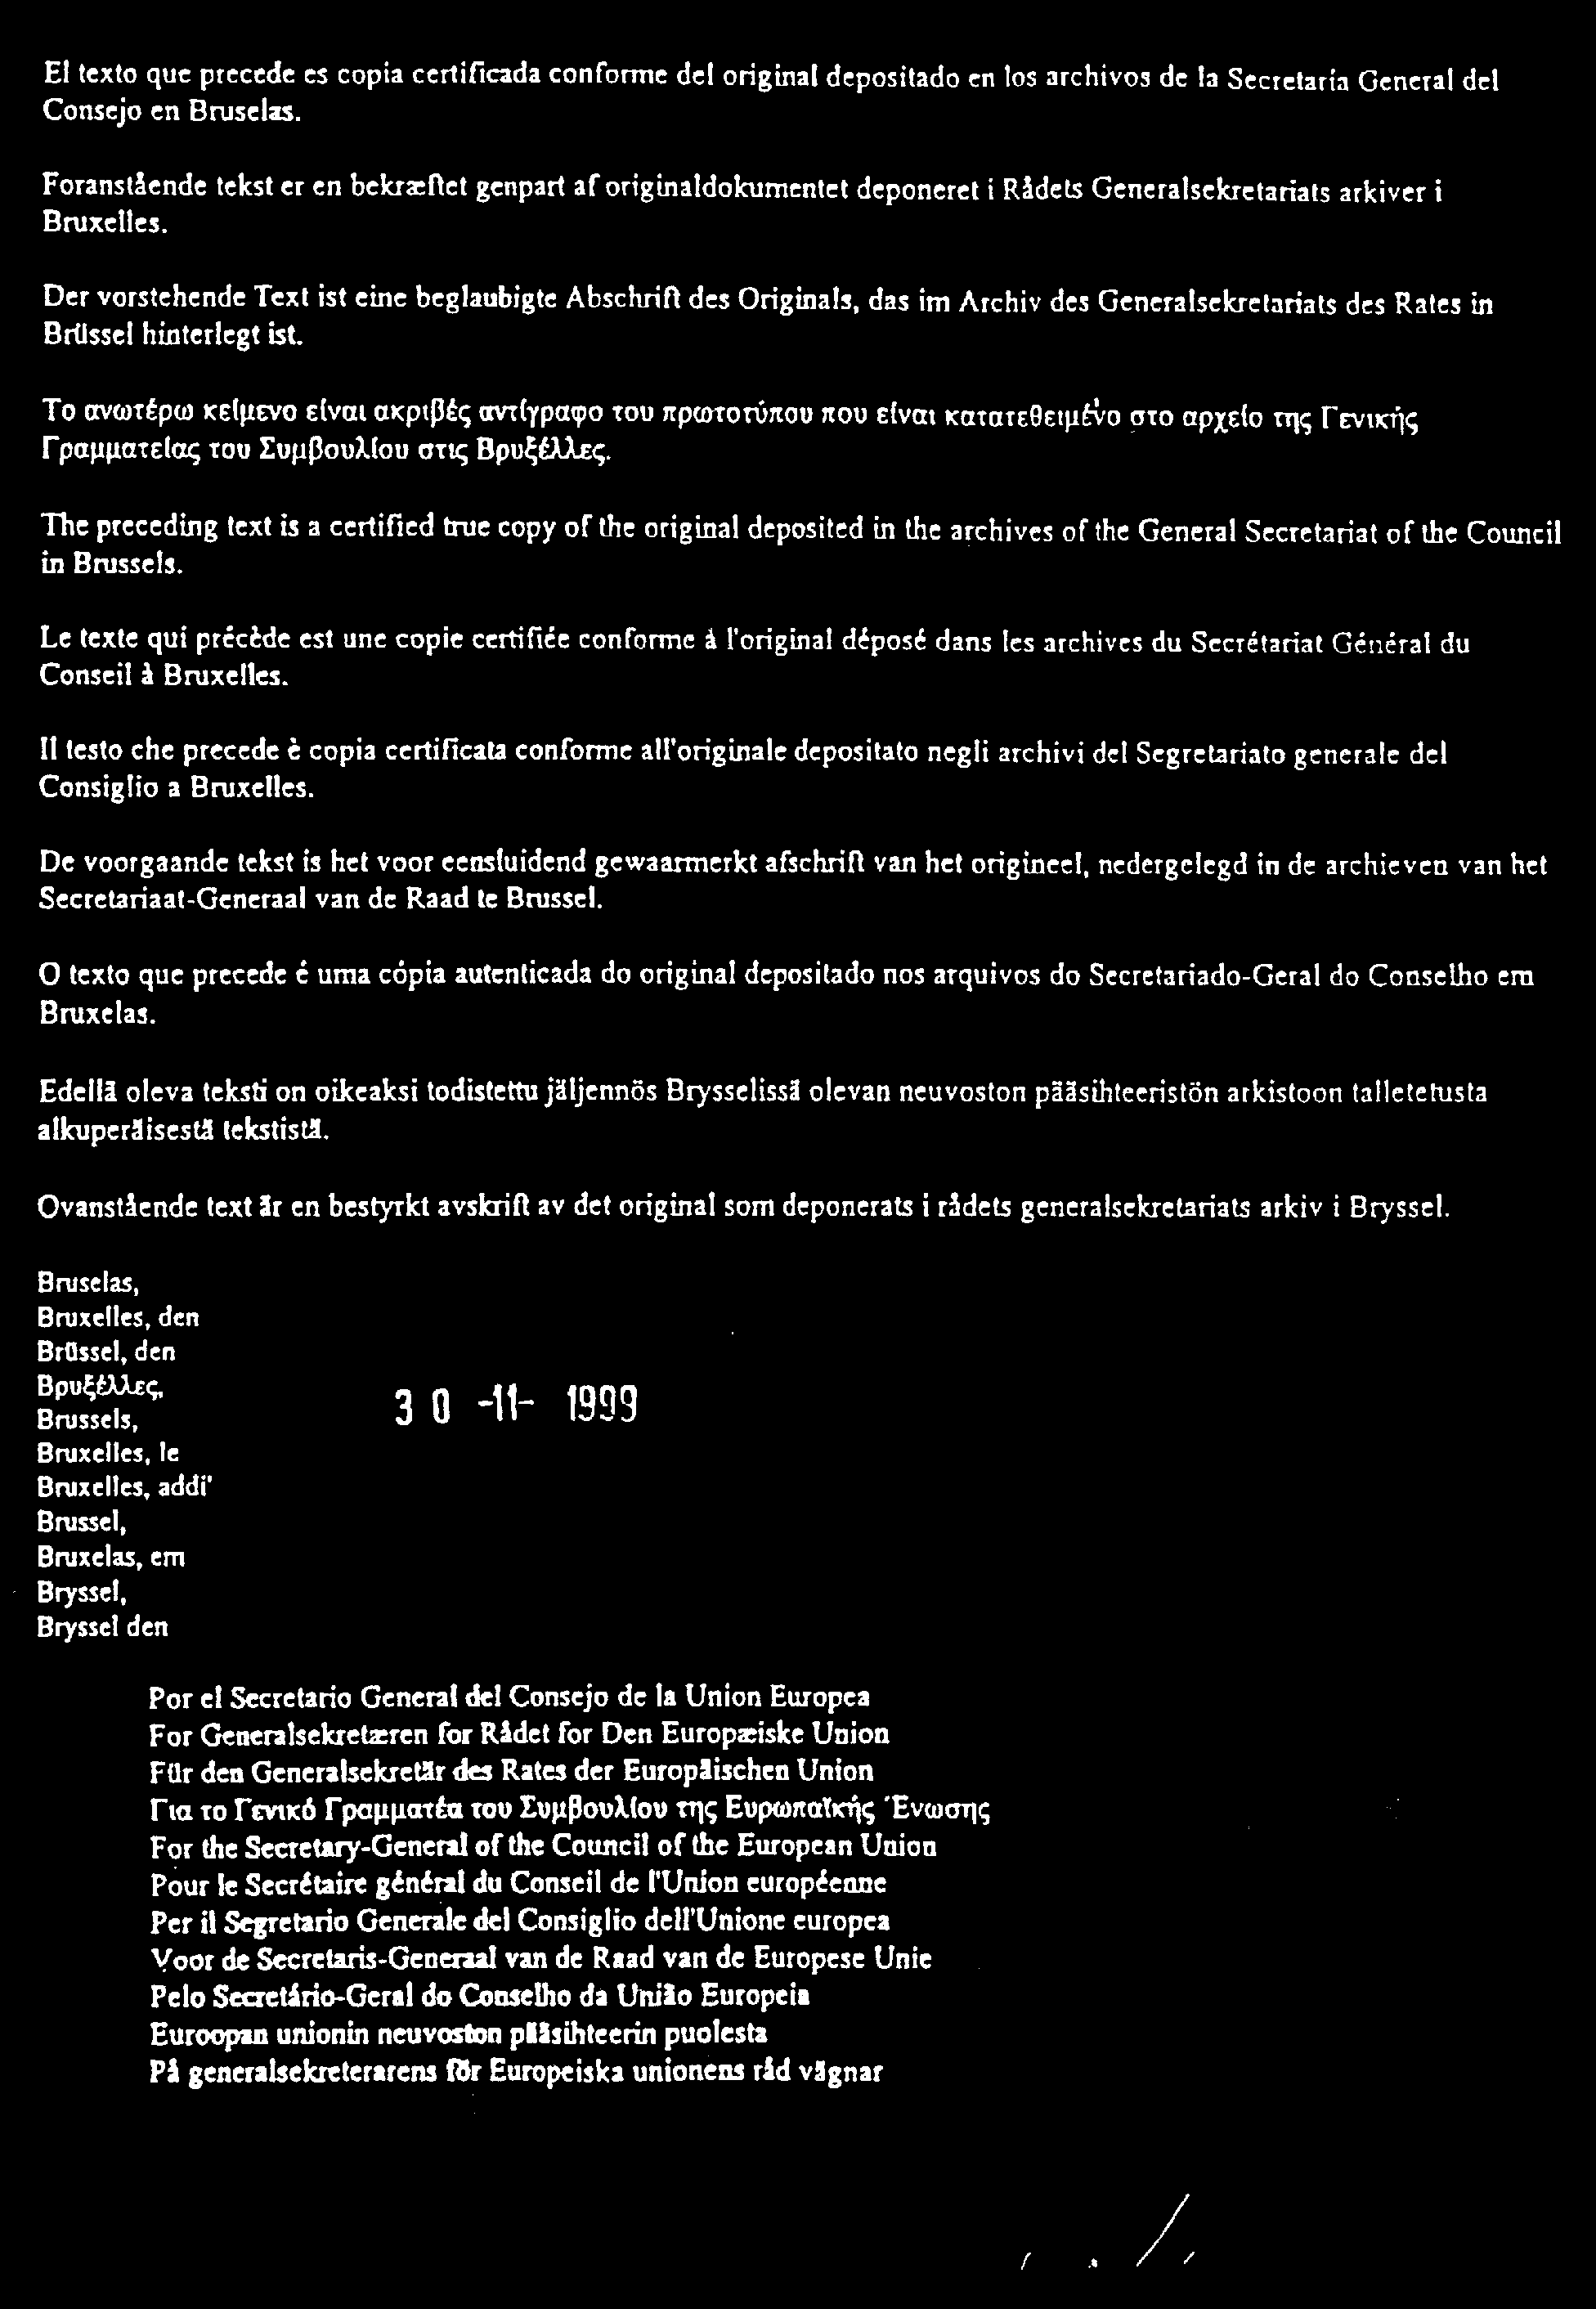 El texto que precede es copia certificada conforme del original depositado en los archivos de la Secretaría General del
Consejo en Bruselas.
Foranstående tekst er en bekræftet genpart af originaldokumentet deponeret i Rådets Generalsekretariats arkiver i
Bruxelles.
Der vorstehende Text ist eine beglaubigte Abschrift des Originals, das im Archiv des Generalsekretariats des Rates in
Brüssel hinterlegt ist.
Το ανωτέρω κείμενο είναι ακριβές αντίγραφο του πρωτοτύπου που είναι κατατεθειμένο στο αρχείο της Γενικής
Γραμματείας του Συμβουλίου στις Βρυξέλλες.
The preceding text is a certified true copy of the original deposited in the archives of the General Secretariat of the Council
in Brussels.
Le texte qui précède est une copie certifiée conforme à l'original déposé dans les archives du Secrétariat Général du
Conseil à Bruxelles.
Il testo che precede è copia certificata conforme all'originale depositato negli archivi del Segretariato generale del
Consiglio a Bruxelles.
De voorgaande tekst is het voor eensluidend gewaarmerkt afschrift van het origineel, nedergelegd in de archieven van het
Secretariaat-Generaal van de Raad te Brussel.
O texto que precede é uma cópia autenticada do original depositado nos arquivos do Secretariado-Geral do Conselho em
Bruxelas.
Edellä oleva teksti on oikeaksi todistettu jäljennös Brysselissä olevan neuvoston pääsihteeristön arkistoon talletetusta
alkuperäisestä tekstistä.
Ovanstående text är en bestyrkt avskrift av det original som deponerats i rådets generalsekretariats arkiv i Bryssel.
Bruselas,
Bruxelles, den
Brüssel, den
Βρυξέλλες,
Brussels,
30 -11- 1999
Bruxelles, le
Bruxelles, addi'
Brussel,
Bruxelas, em
Bryssel,
Bryssel den
Por el Secretario General del Consejo de la Union Europea
For Generalsekretæren for Rådet for Den Europæiske Union
Für den Generalsekretär des Rates der Europäischen Union
Για το Γενικό Γραμματέα του Συμβουλίου της Ευρωπαϊκής Ένωσης
For the Secretary-General of the Council of the European Union
Pour le Secrétaire général du Conseil de l'Union européenne
Per il Segretario Generale del Consiglio dell'Unione europea
Voor de Secretaris-Generaal van de Raad van de Europese Unie
Pelo Secretário-Geral do Conselho da União Europeia
Euroopan unionin neuvoston pääsihteerin puolesta
På generalsekreterarens för Europeiska unionens råd vägnar